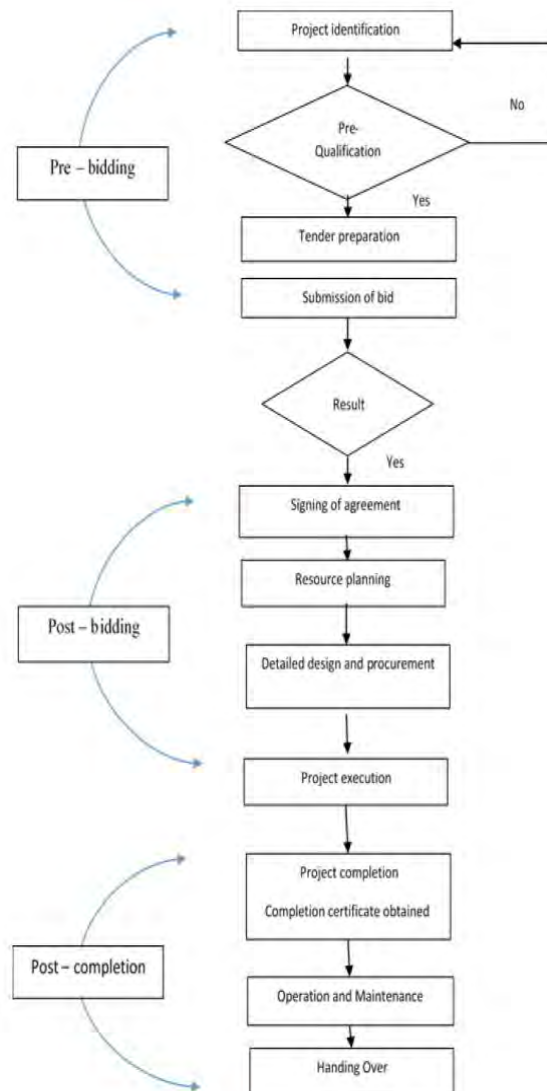 Project identification
No
Pre-
Qualification
Pre – bidding
Yes
Tender preparation
Submission of bid
Result
Yes
Signing of agreement
Resource planning
Post – bidding
Detailed design and procurement
Project execution
Project completion
Completion certificate obtained
Post – completion
Operation and Maintenance
Handing Over